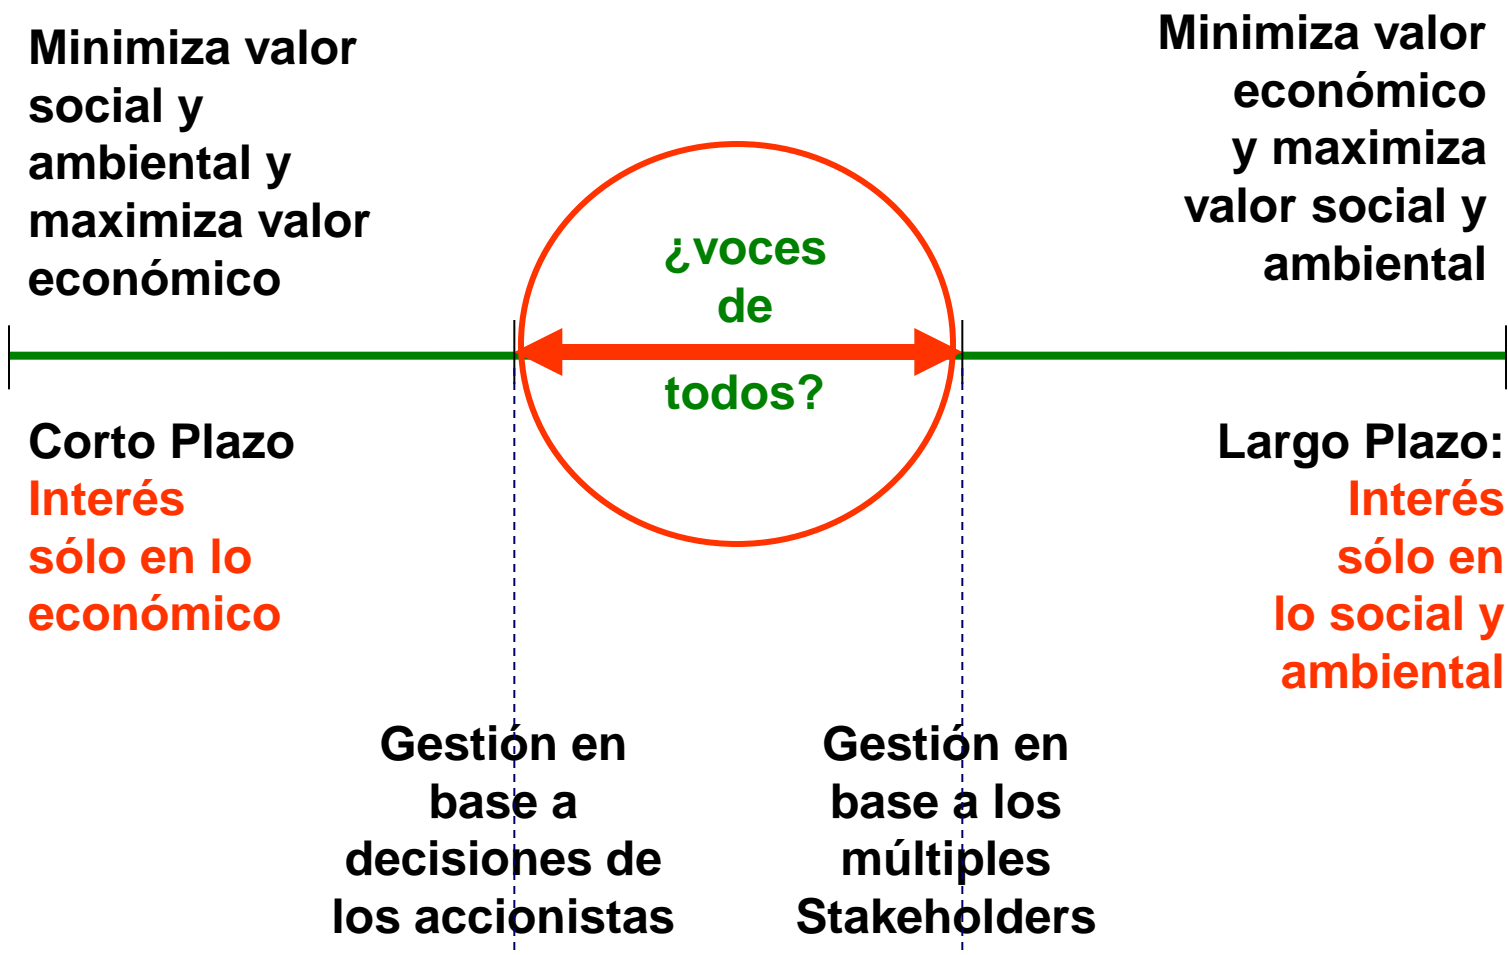 Minimiza valor
social y
ambiental y
maximiza valor
económico
Minimiza valor
económico
y maximiza
valor social y
ambiental
¿voces
de
todos?
Corto Plazo
Interés
sólo en lo
económico
Largo Plazo:
Interés
sólo en
lo social y
ambiental
Gestión en
base a
decisiones de
los accionistas
Gestión en
base a los
múltiples
Stakeholders